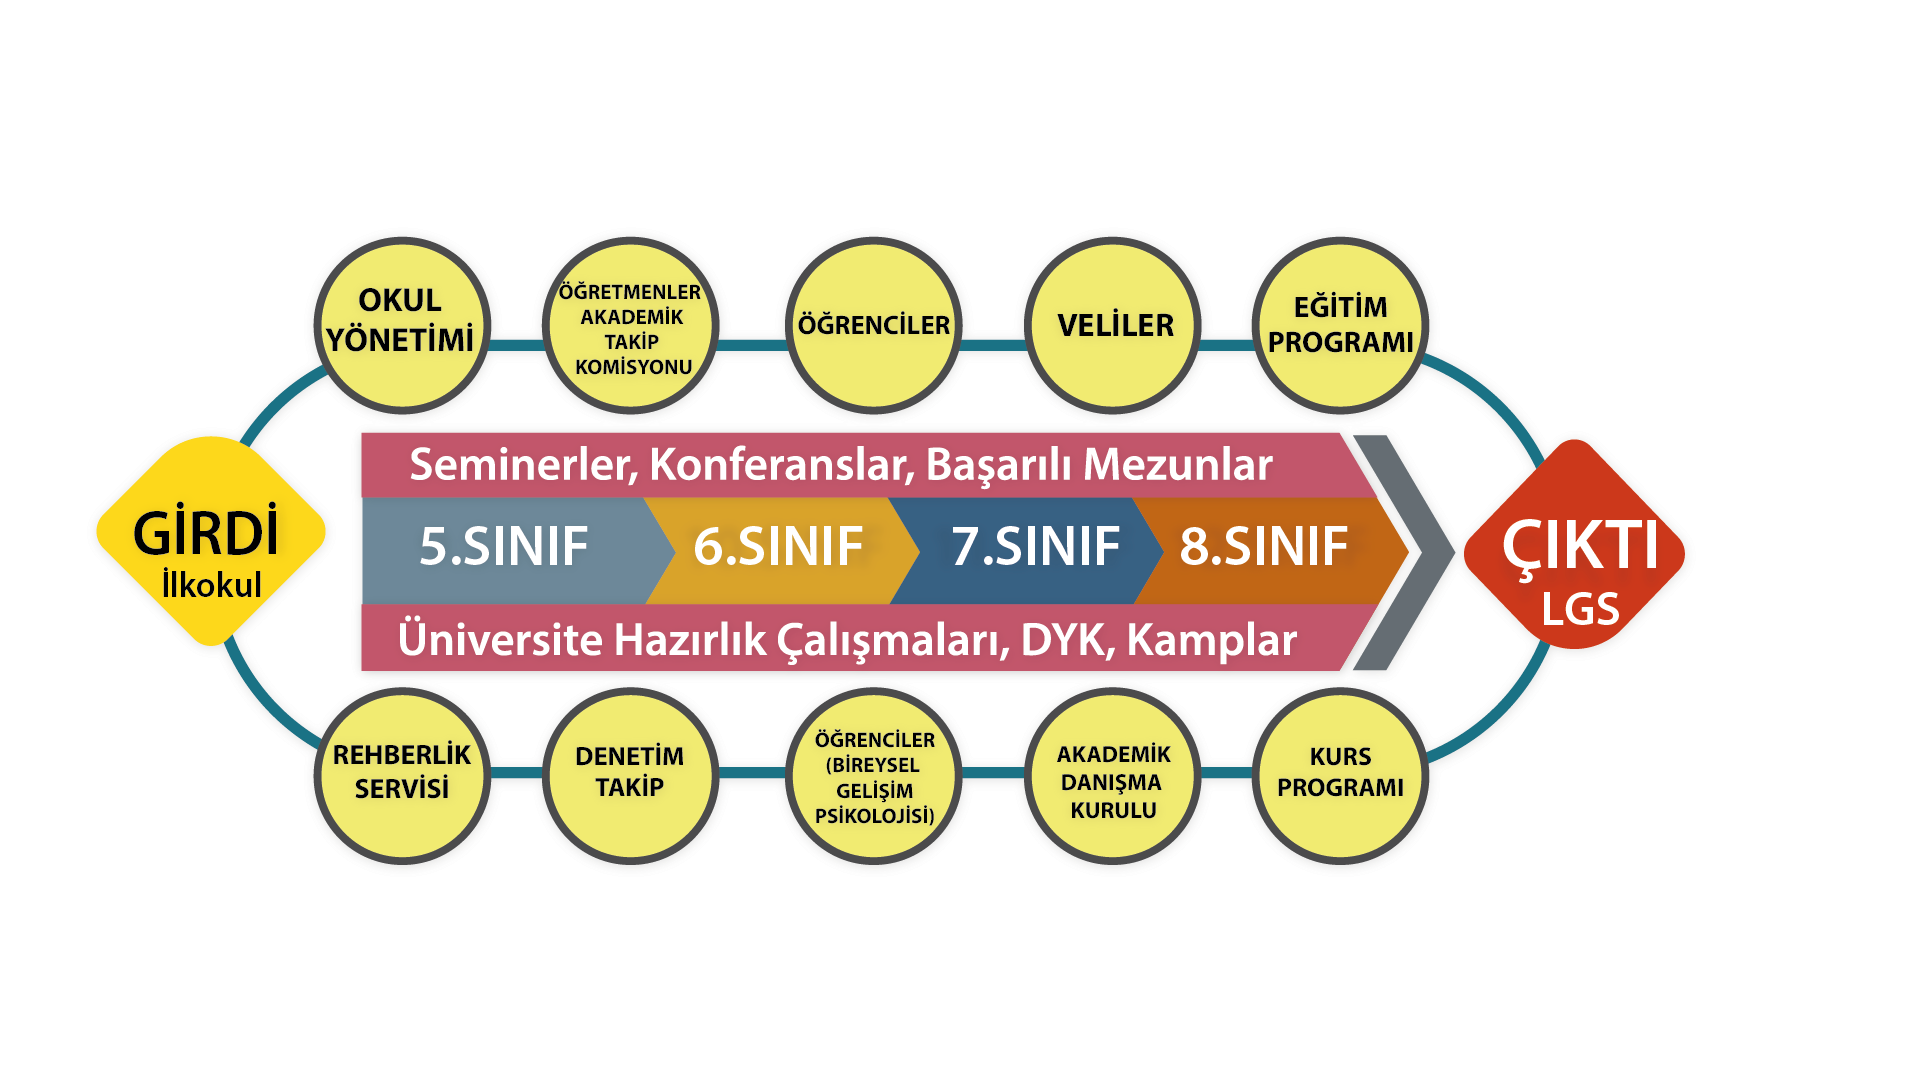 OKUL
YÖNETİMİ
ÖĞRETMENLER
AKADEMİK
TAKİP
KOMİSYONU
ÖĞRENCİLER
VELİLER
EĞİTİM
PROGRAMI
GİRDİ
İlkokul
Seminerler, Konferanslar, Başarılı Mezunlar
5.SINIF 6.SINIF 7.SINIF 8.SINIF
Üniversite Hazırlık Çalışmaları, DYK, Kamplar
ÇIKTI
LGS
REHBERLİK
SERVİSİ
DENETİM
TAKİP
ÖĞRENCİLER
(BİREYSEL
GELİŞİM
PSİKOLOJİSİ)
AKADEMİK
DANIŞMA
KURULU
KURS
PROGRAMI